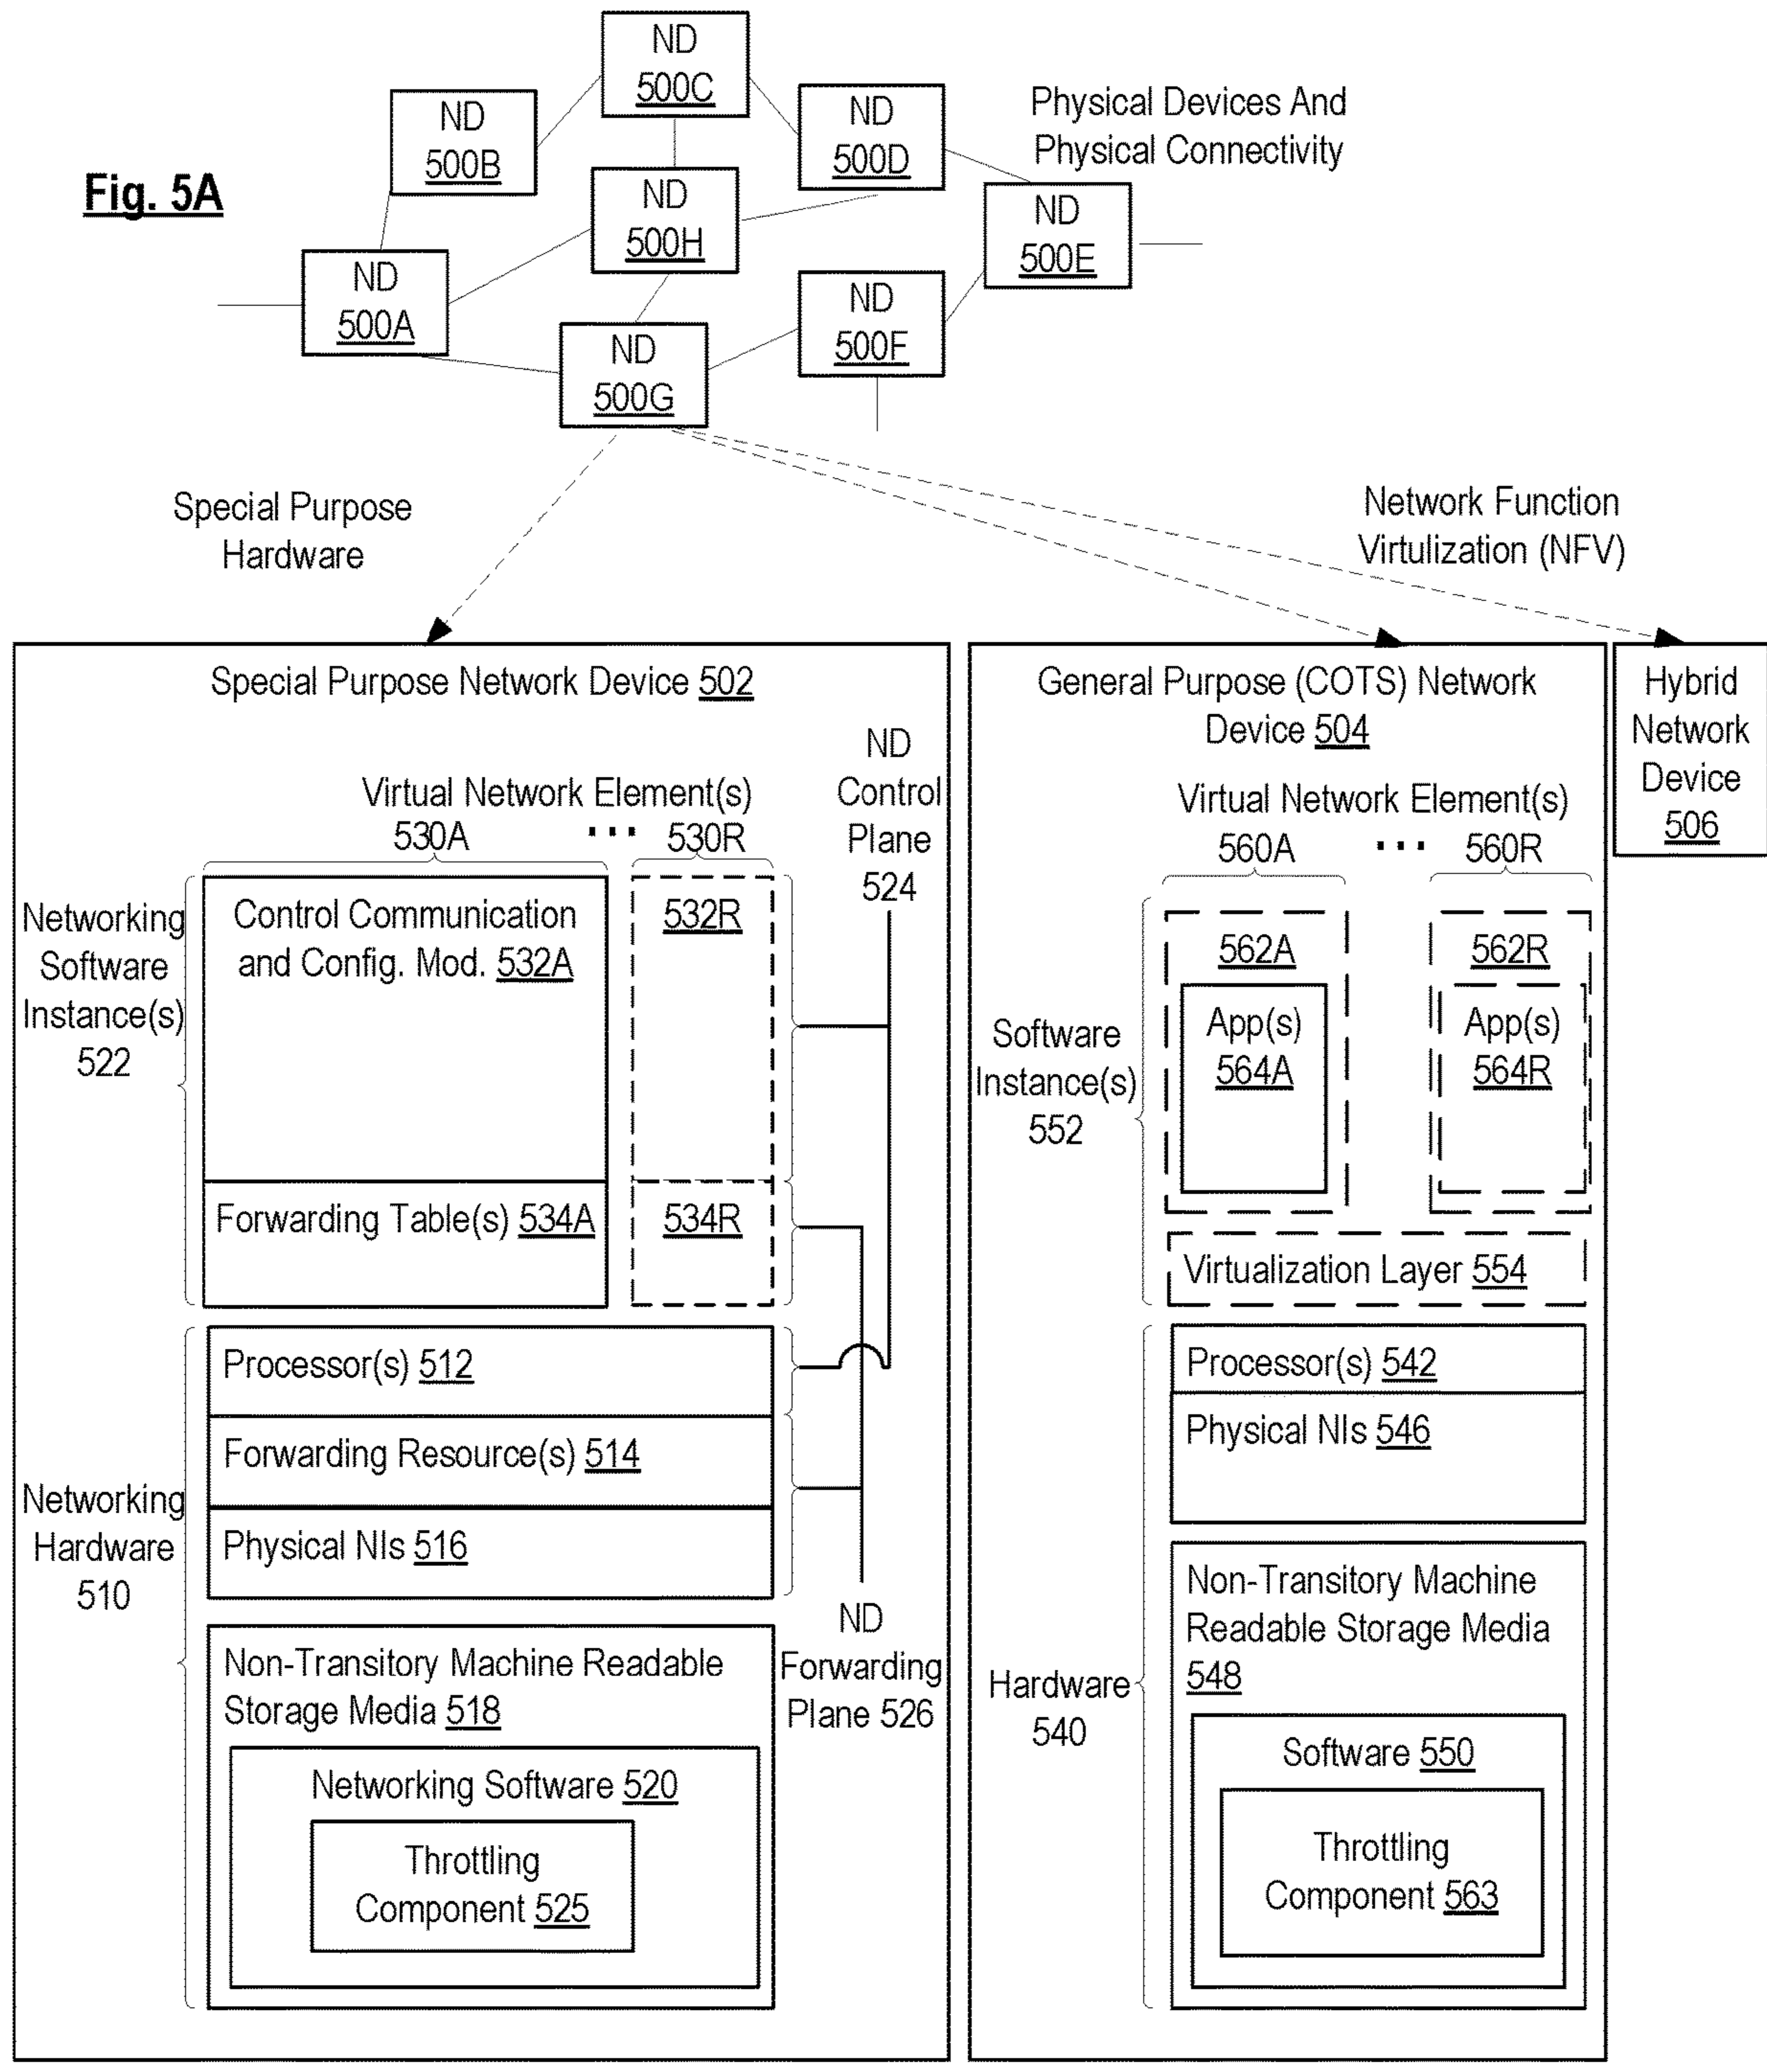 Fig. 5A
ND
500C
ND
500B
ND
500D
Physical Devices And
Physical Connectivity
ND
500H
ND
500E
ND
500A
ND
500F
ND
500G
Special Purpose
Hardware
Network Function
Virtulization (NFV)
Special Purpose Network Device 502
ND
Control
Plane
524
Virtual Network Element(s)
530A ... 530R
Networking
Software
Instance(s)
522
Control Communication
and Config. Mod. 532A
532R
Forwarding Table(s) 534A
534R
Networking
Hardware
510
Processor(s) 512
Forwarding Resource(s) 514
Physical NIs 516
ND
Forwarding
Plane 526
Non-Transitory Machine Readable
Storage Media 518
Networking Software 520
Throttling
Component 525
General Purpose (COTS) Network
Device 504
Virtual Network Element(s)
560A ... 560R
Software
Instance(s)
552
562A
App(s)
564A
562R
App(s)
564R
Virtualization Layer 554
Hardware
540
Processor(s) 542
Physical NIs 546
Non-Transitory Machine
Readable Storage Media
548
Software 550
Throttling
Component 563
Hybrid
Network
Device
506